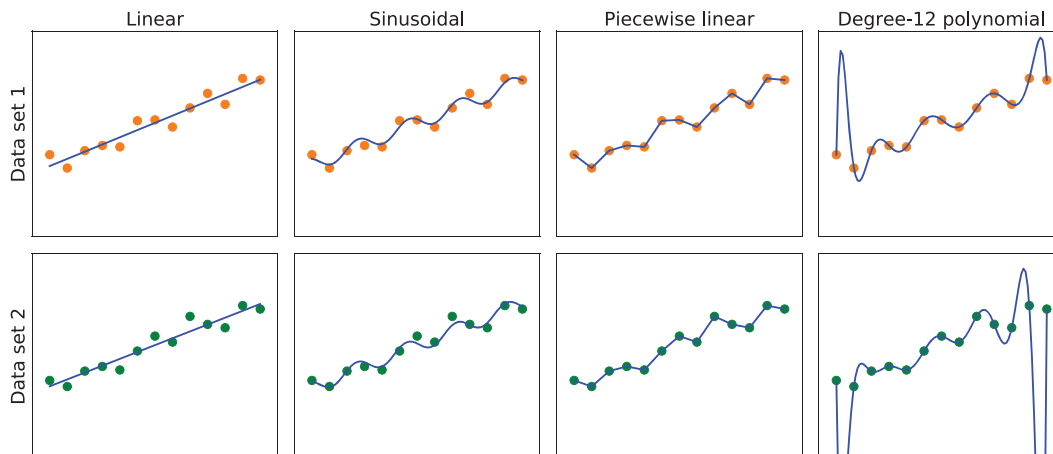 Linear
Sinusoidal
Piecewise linear
Degree-12 polynomial
Data set 1
Data set 2